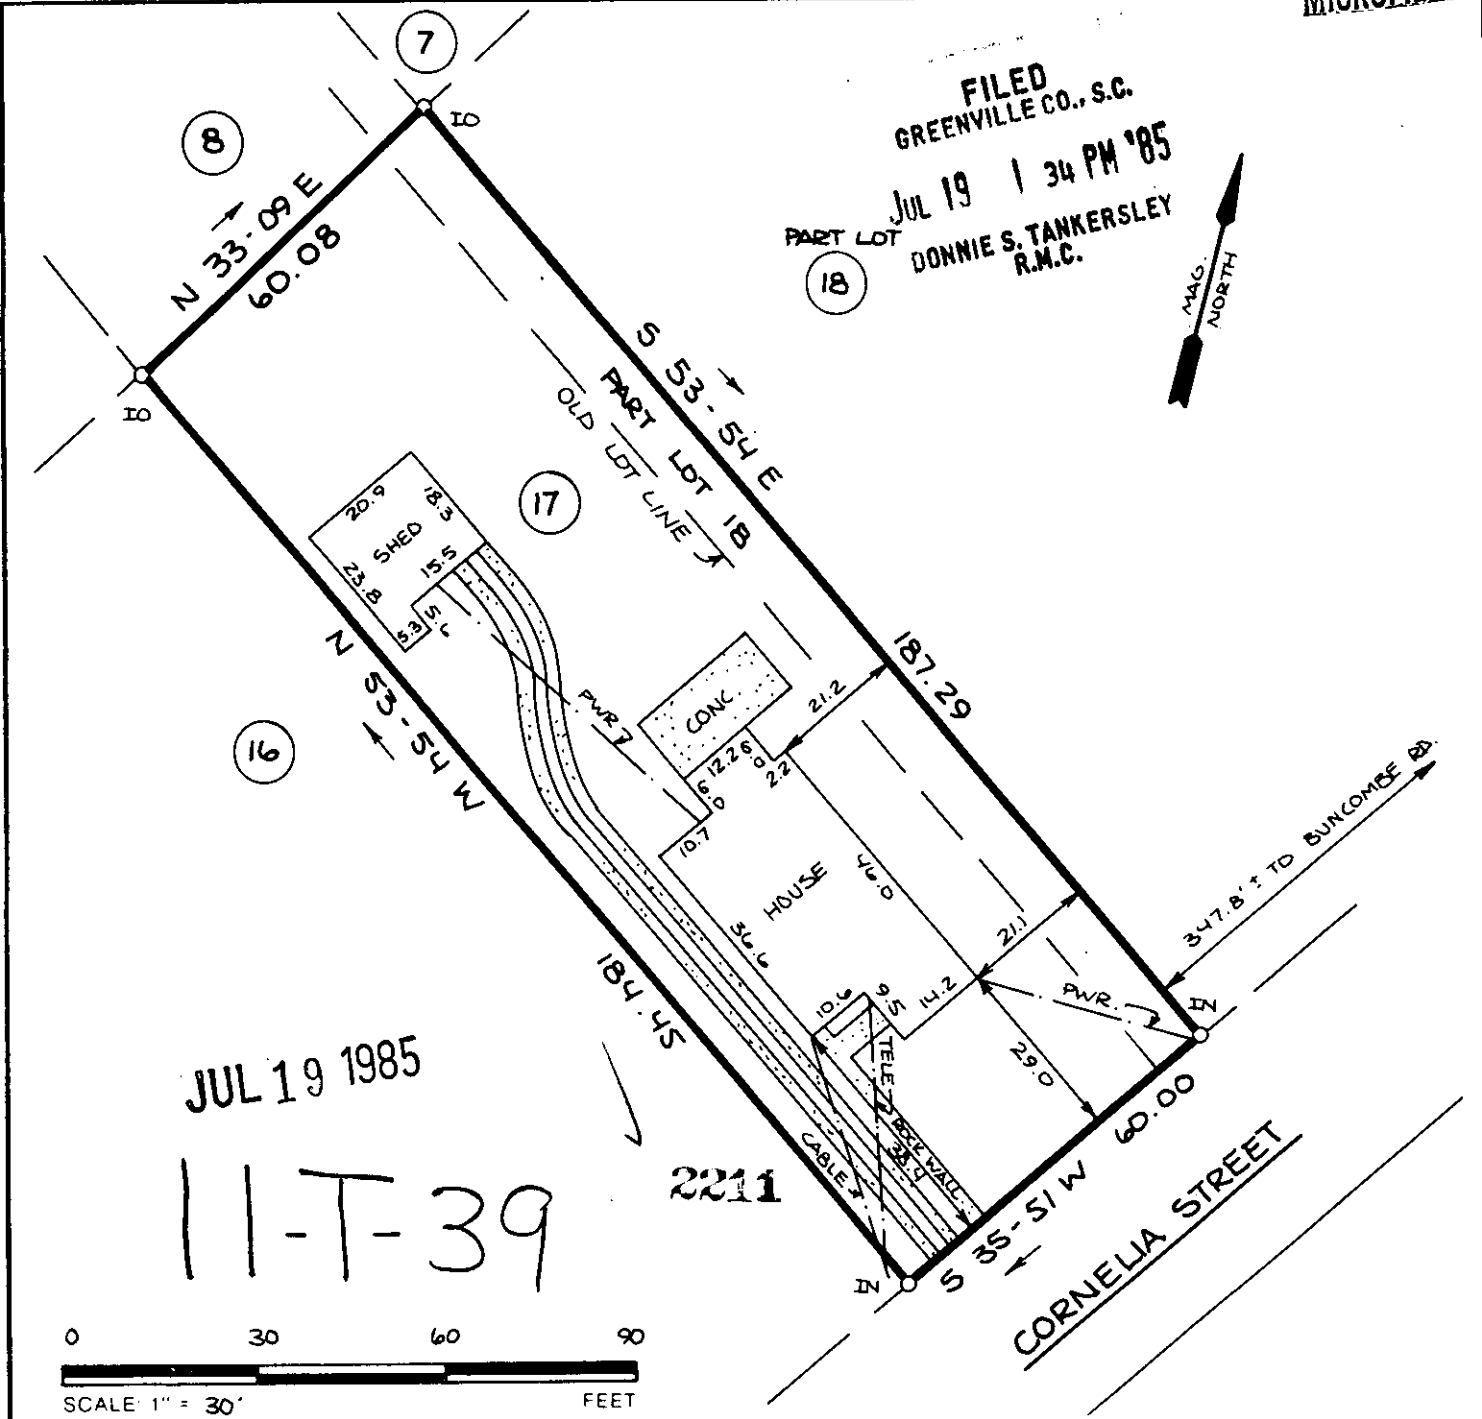 7
IO
8
FILED
GREENVILLE CO., S.C.
JUL 19 1 34 PM '85
DONNIE S. TANKERSLEY
R.M.C.
N 33-09 E
60.08
PART LOT
18
MAG. NORTH
IO
S 53-54 E
187.29
PART LOT 18
OLD LOT LINE
17
20.9
18.3
SHED
23.8
15.5
5.3
5.6
N 53-54 W
184.45
16
PWR
CONC.
21.2
12.2
6.0
2.2
6.0
10.7
HOUSE
46.0
36.6
21.1
347.8' ± TO BUNCOMBE RD.
10.6
9.5
14.2
PWR.
IN
29.0
TELE
ROCK WALL
38.4
CABLE
60.00
S 35-51 W
IN
CORNELIA STREET
JUL 19 1985
2211
11-T-39
0 30 60 90
SCALE: 1" = 30'
FEET